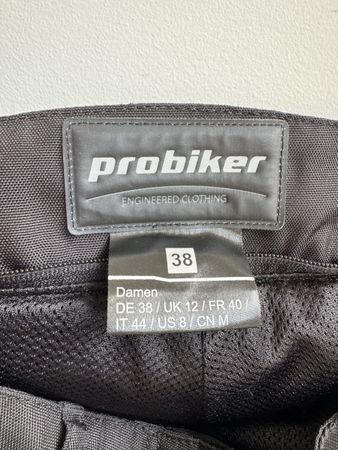 probiker
ENGINEERED CLOTHING
38
Damen
DE 38 / UK 12 / FR 40 /
IT 44 / US 8 / CN M